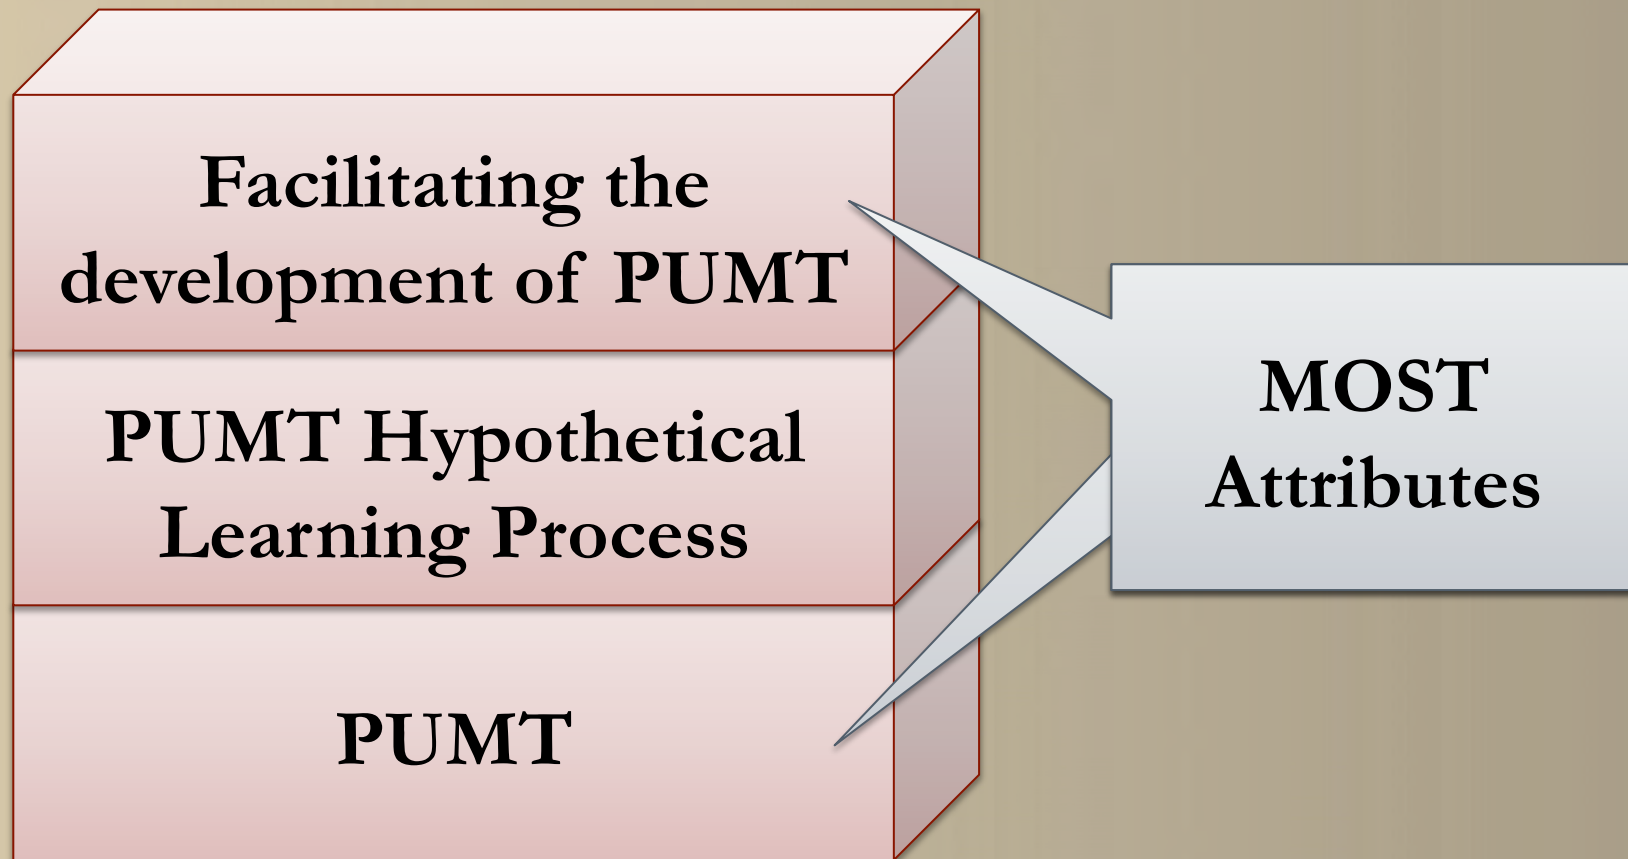 Facilitating the
development of PUMT
PUMT Hypothetical
Learning Process
PUMT
MOST
Attributes